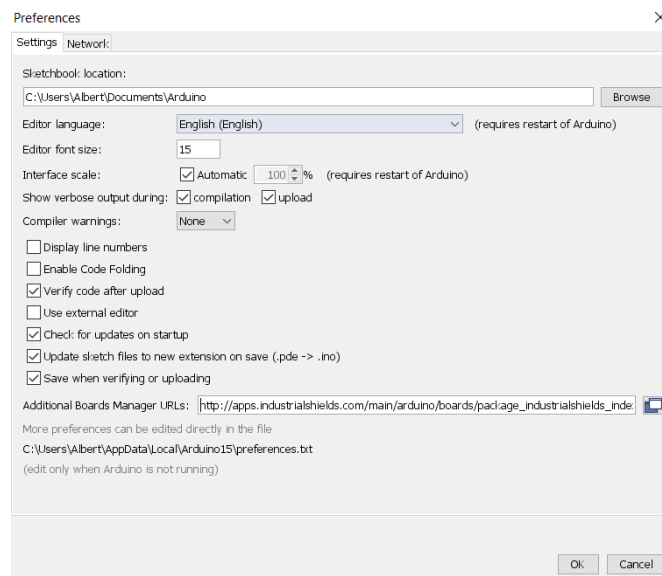 Preferences
Settings Network
Sketchbook location:
C:\Users\Albert\Documents\Arduino Browse
Editor language: English (English) (requires restart of Arduino)
Editor font size: 15
Interface scale: Automatic 100 % (requires restart of Arduino)
Show verbose output during: compilation upload
Compiler warnings: None
Display line numbers
Enable Code Folding
Verify code after upload
Use external editor
Check for updates on startup
Update sketch files to new extension on save (.pde -> .ino)
Save when verifying or uploading
Additional Boards Manager URLs: http://apps.industrialshields.com/main/arduino/boards/package_industrialshields_inde
More preferences can be edited directly in the file
C:\Users\Albert\AppData\Local\Arduino15\preferences.txt
(edit only when Arduino is not running)
OK Cancel